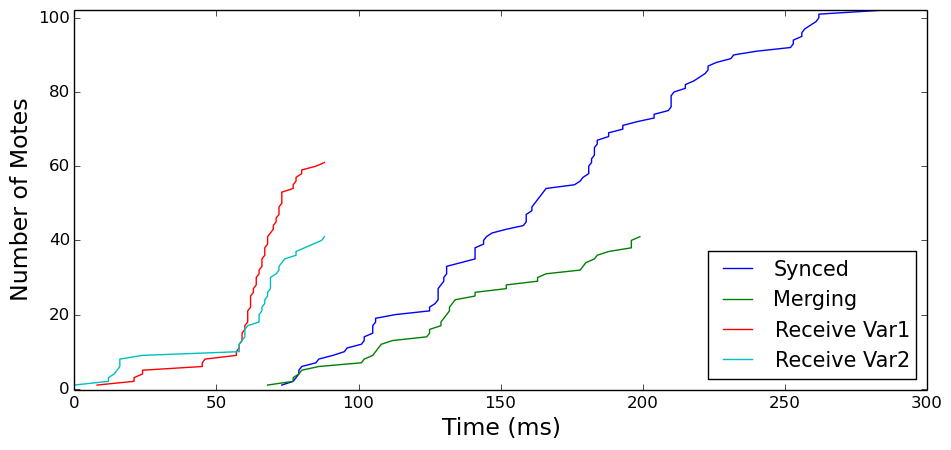 Number of Motes
100
80
60
40
20
0
0 50 100 150 200 250 300
Time (ms)
Synced
Merging
Receive Var1
Receive Var2